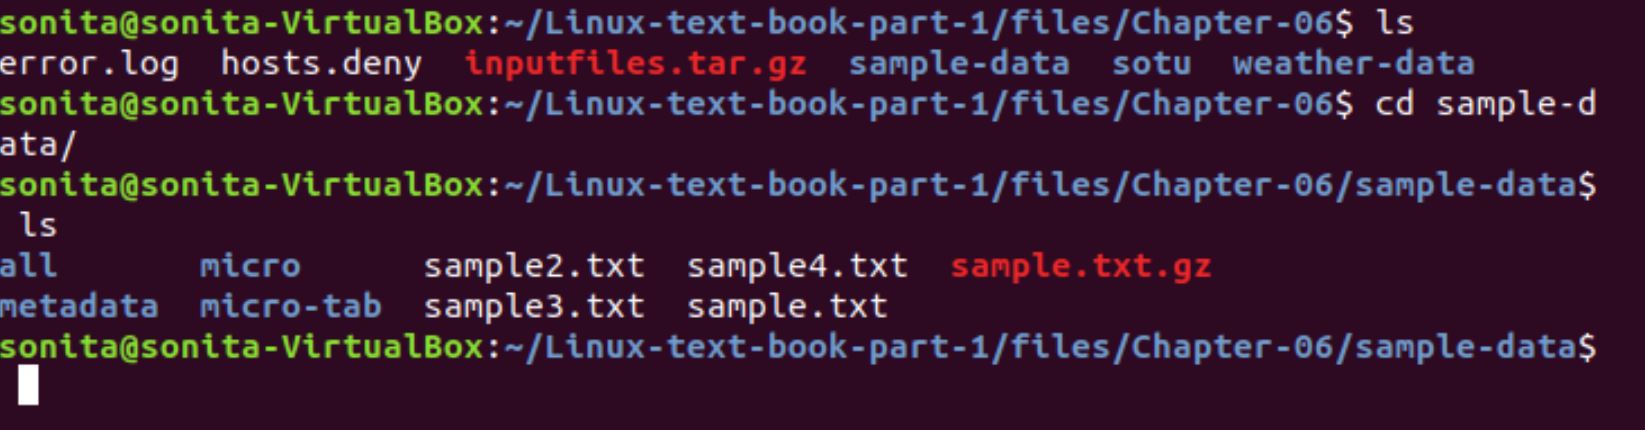 sonita@sonita-VirtualBox:~/Linux-text-book-part-1/files/Chapter-06$ ls
error.log  hosts.deny  inputfiles.tar.gz  sample-data  sotu  weather-data
sonita@sonita-VirtualBox:~/Linux-text-book-part-1/files/Chapter-06$ cd sample-d
ata/
sonita@sonita-VirtualBox:~/Linux-text-book-part-1/files/Chapter-06/sample-data$
 ls
all       micro      sample2.txt  sample4.txt  sample.txt.gz
metadata  micro-tab  sample3.txt  sample.txt
sonita@sonita-VirtualBox:~/Linux-text-book-part-1/files/Chapter-06/sample-data$